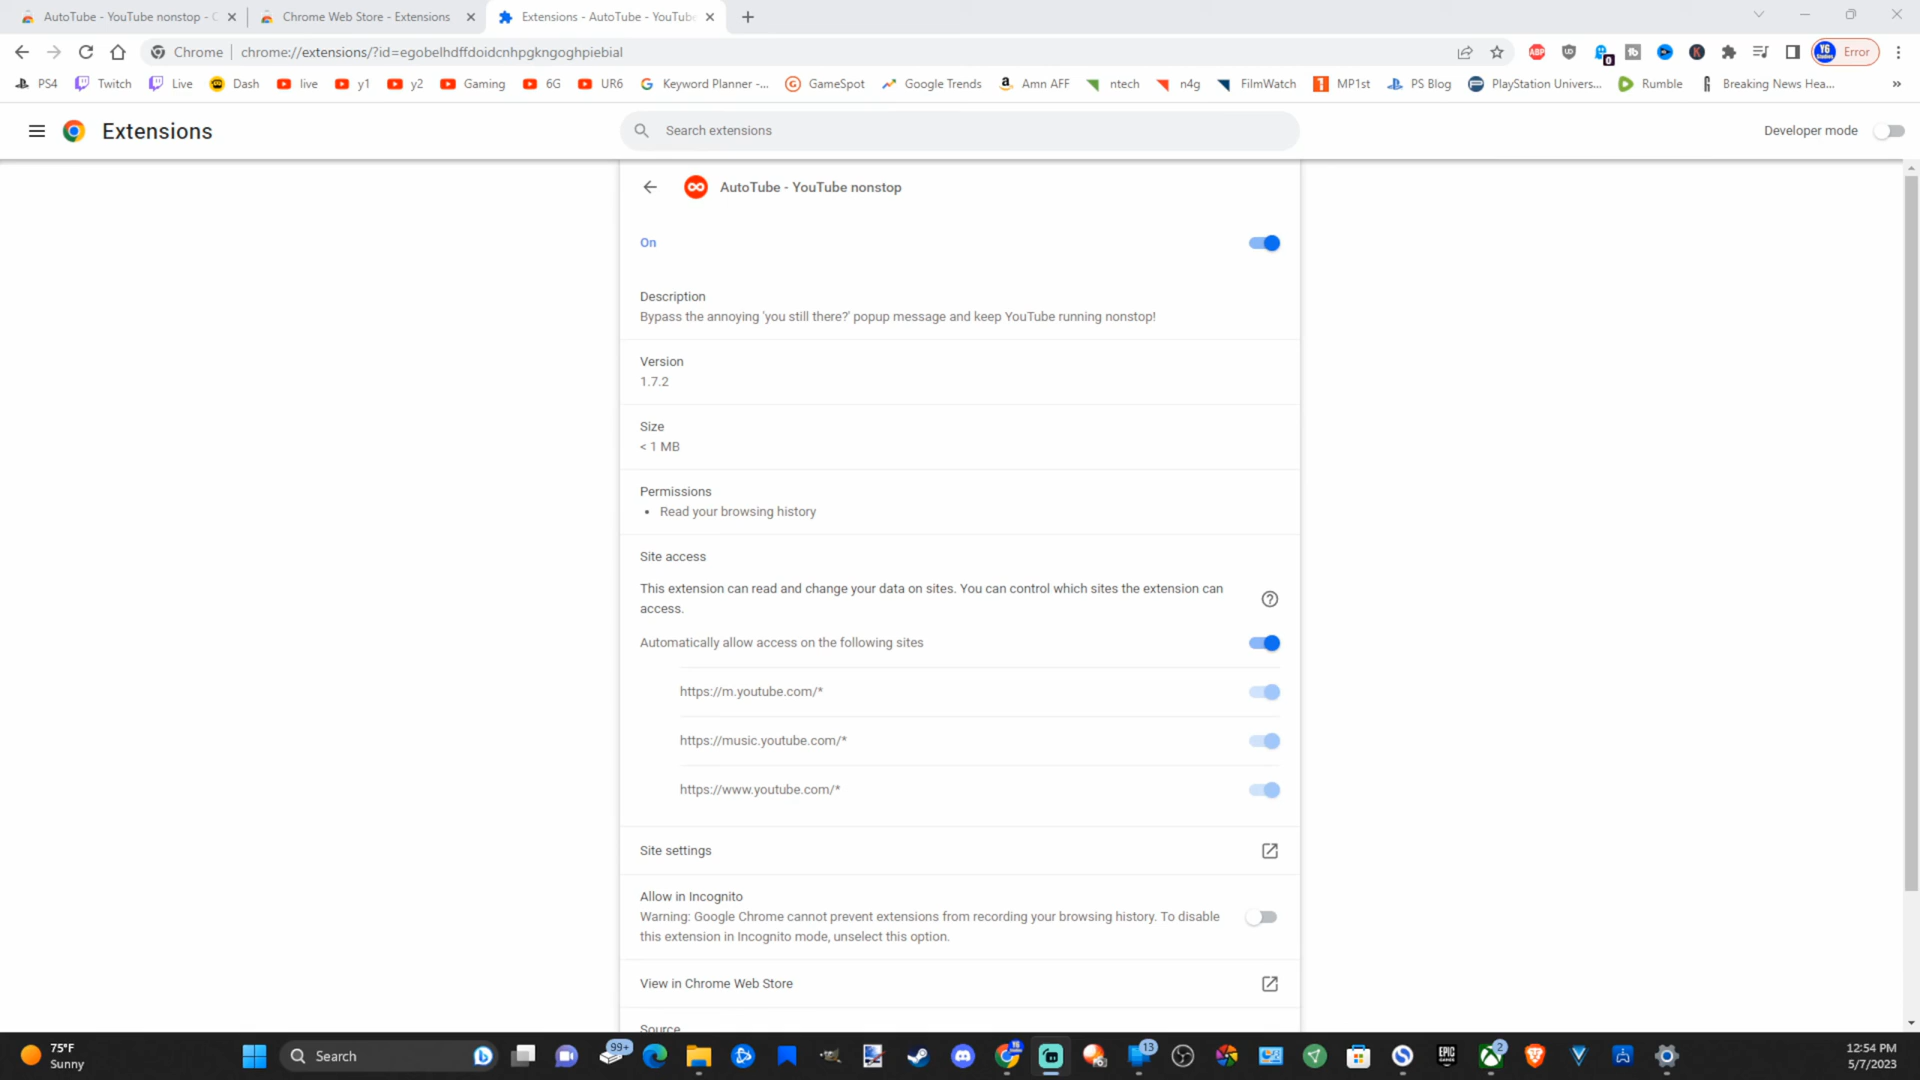 AutoTube - YouTube nonstop - C
Chrome Web Store - Extensions
Extensions - AutoTube - YouTube
Chrome
chrome://extensions/?id=egobelhdffdoidcnhpgkngoghpiebial
ABP
UD
0
tb
K
YG
Error
PS4
Twitch
Live
Dash
live
y1
y2
Gaming
6G
UR6
Keyword Planner -...
GameSpot
Google Trends
Amn AFF
ntech
n4g
FilmWatch
MP1st
PS Blog
PlayStation Univers...
Rumble
Breaking News Hea...
»
Extensions
Search extensions
Developer mode
AutoTube - YouTube nonstop
On
Description
Bypass the annoying 'you still there?' popup message and keep YouTube running nonstop!
Version
1.7.2
Size
< 1 MB
Permissions
• Read your browsing history
Site access
This extension can read and change your data on sites. You can control which sites the extension can
access.
Automatically allow access on the following sites
https://m.youtube.com/*
https://music.youtube.com/*
https://www.youtube.com/*
Site settings
Allow in Incognito
Warning: Google Chrome cannot prevent extensions from recording your browsing history. To disable
this extension in Incognito mode, unselect this option.
View in Chrome Web Store
Source
75°F
Sunny
Search
99+
13
EPIC
2
12:54 PM
5/7/2023